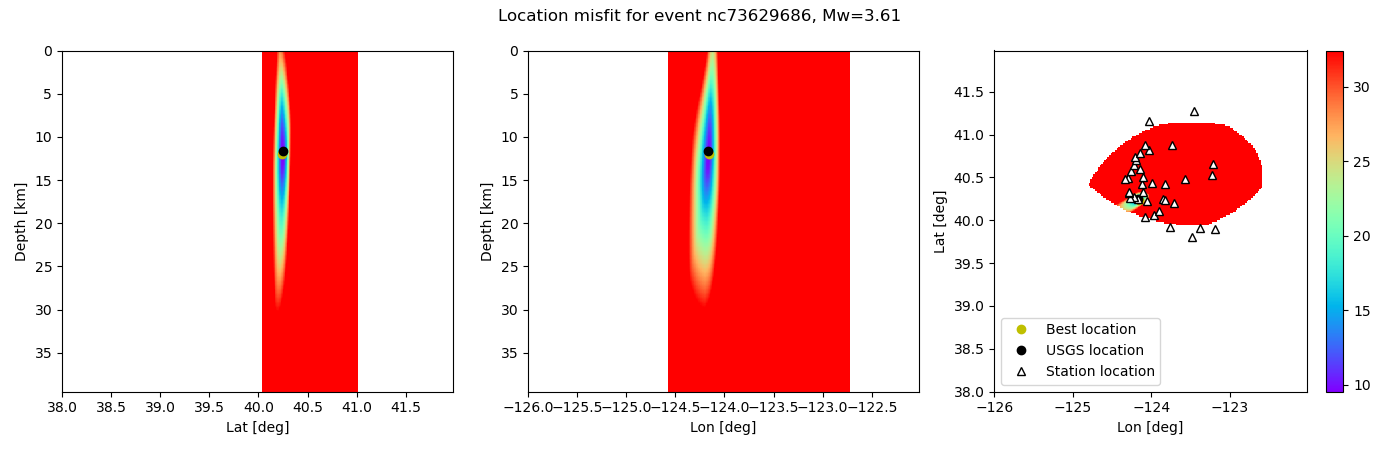 Location misfit for event nc73629686, Mw=3.61
0
5
10
15
20
25
30
35
Depth [km]
38.0 38.5 39.0 39.5 40.0 40.5 41.0 41.5
Lat [deg]
0
5
10
15
20
25
30
35
Depth [km]
−126.0 −125.5 −125.0 −124.5 −124.0 −123.5 −123.0 −122.5
Lon [deg]
41.5
41.0
40.5
40.0
39.5
39.0
38.5
38.0
Lat [deg]
Best location
USGS location
Station location
−126 −125 −124 −123
Lon [deg]
30
25
20
15
10